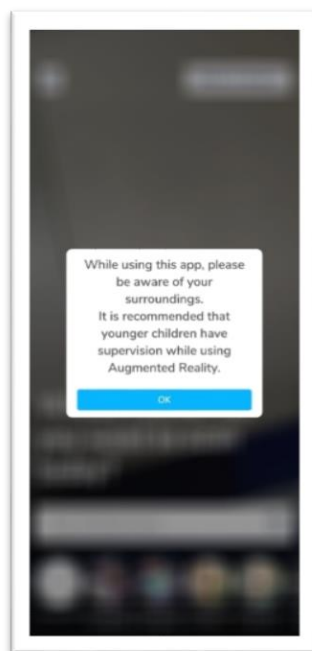 While using this app, please
be aware of your
surroundings.
It is recommended that
younger children have
supervision while using
Augmented Reality.
OK